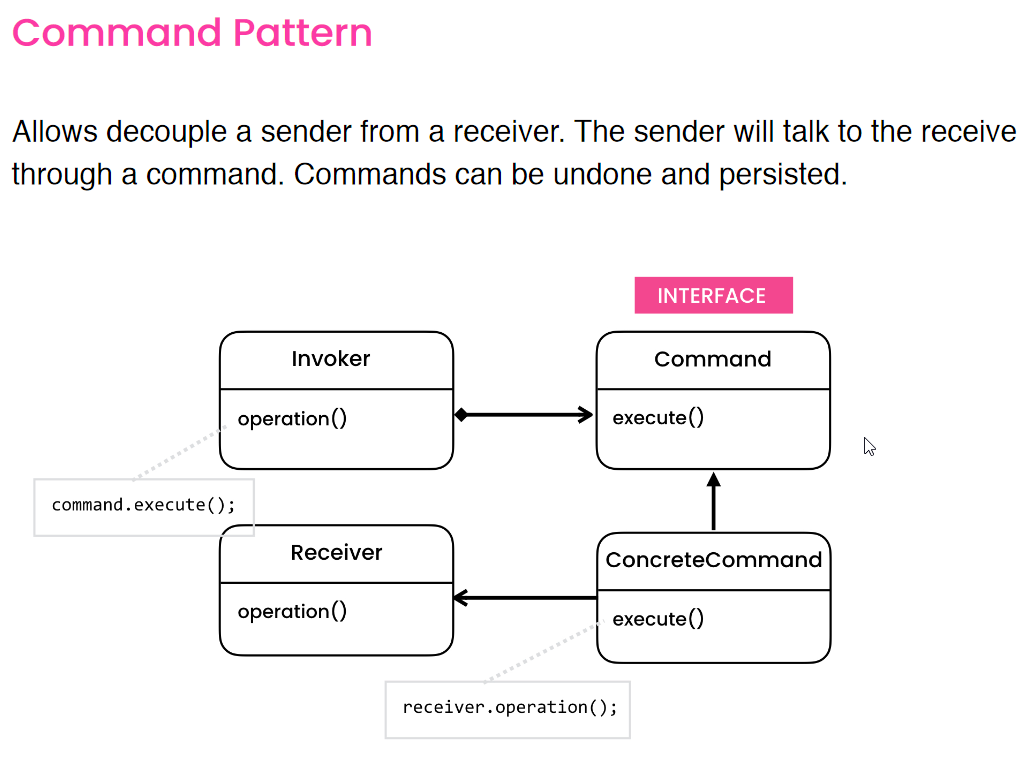 Command Pattern
Allows decouple a sender from a receiver. The sender will talk to the receive
through a command. Commands can be undone and persisted.
INTERFACE
Invoker
operation()
Command
execute()
command.execute();
Receiver
operation()
ConcreteCommand
execute()
receiver.operation();